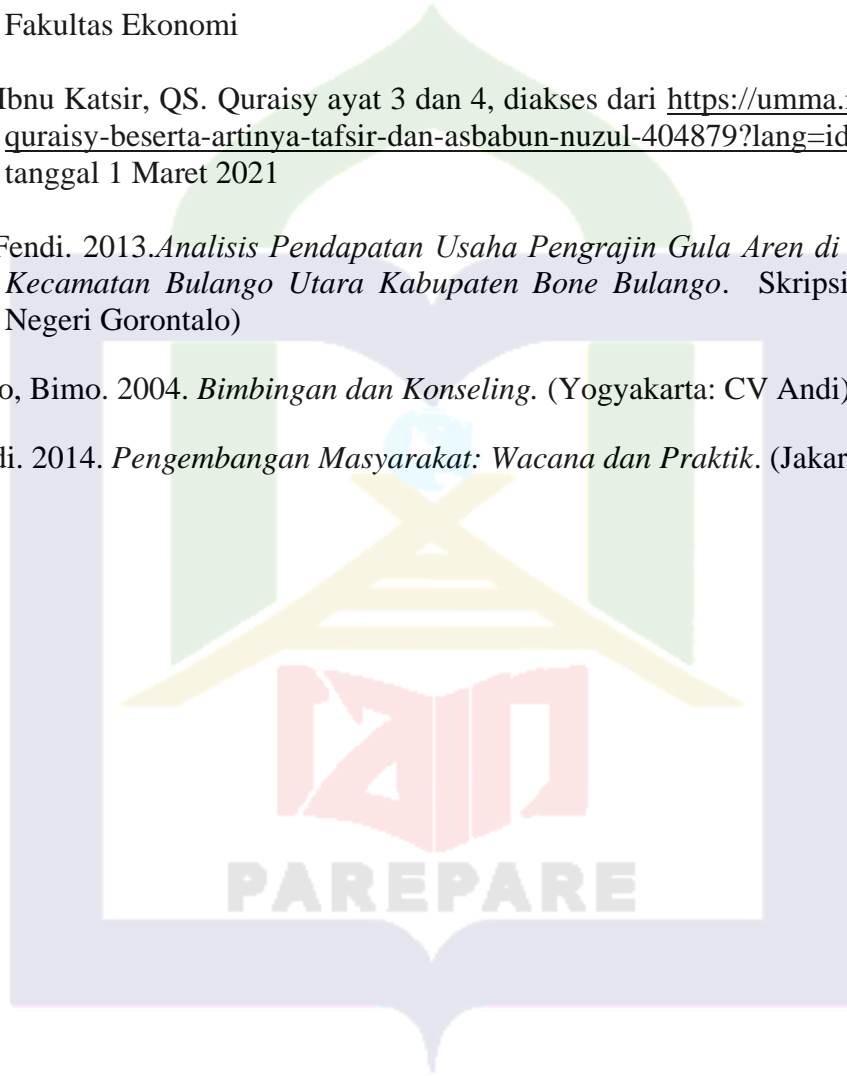 Fakultas Ekonomi
Ibnu Katsir, QS. Quraisy ayat 3 dan 4, diakses dari https://umma.
quraisy-beserta-artinya-tafsir-dan-asbabun-nuzul-404879?lang=id
tanggal 1 Maret 2021
Fendi. 2013.Analisis Pendapatan Usaha Pengrajin Gula Aren di
Kecamatan Bulango Utara Kabupaten Bone Bulango. Skripsi
Negeri Gorontalo)
o, Bimo. 2004. Bimbingan dan Konseling. (Yogyakarta: CV Andi)
di. 2014. Pengembangan Masyarakat: Wacana dan Praktik. (Jakar
iain
PAREPARE